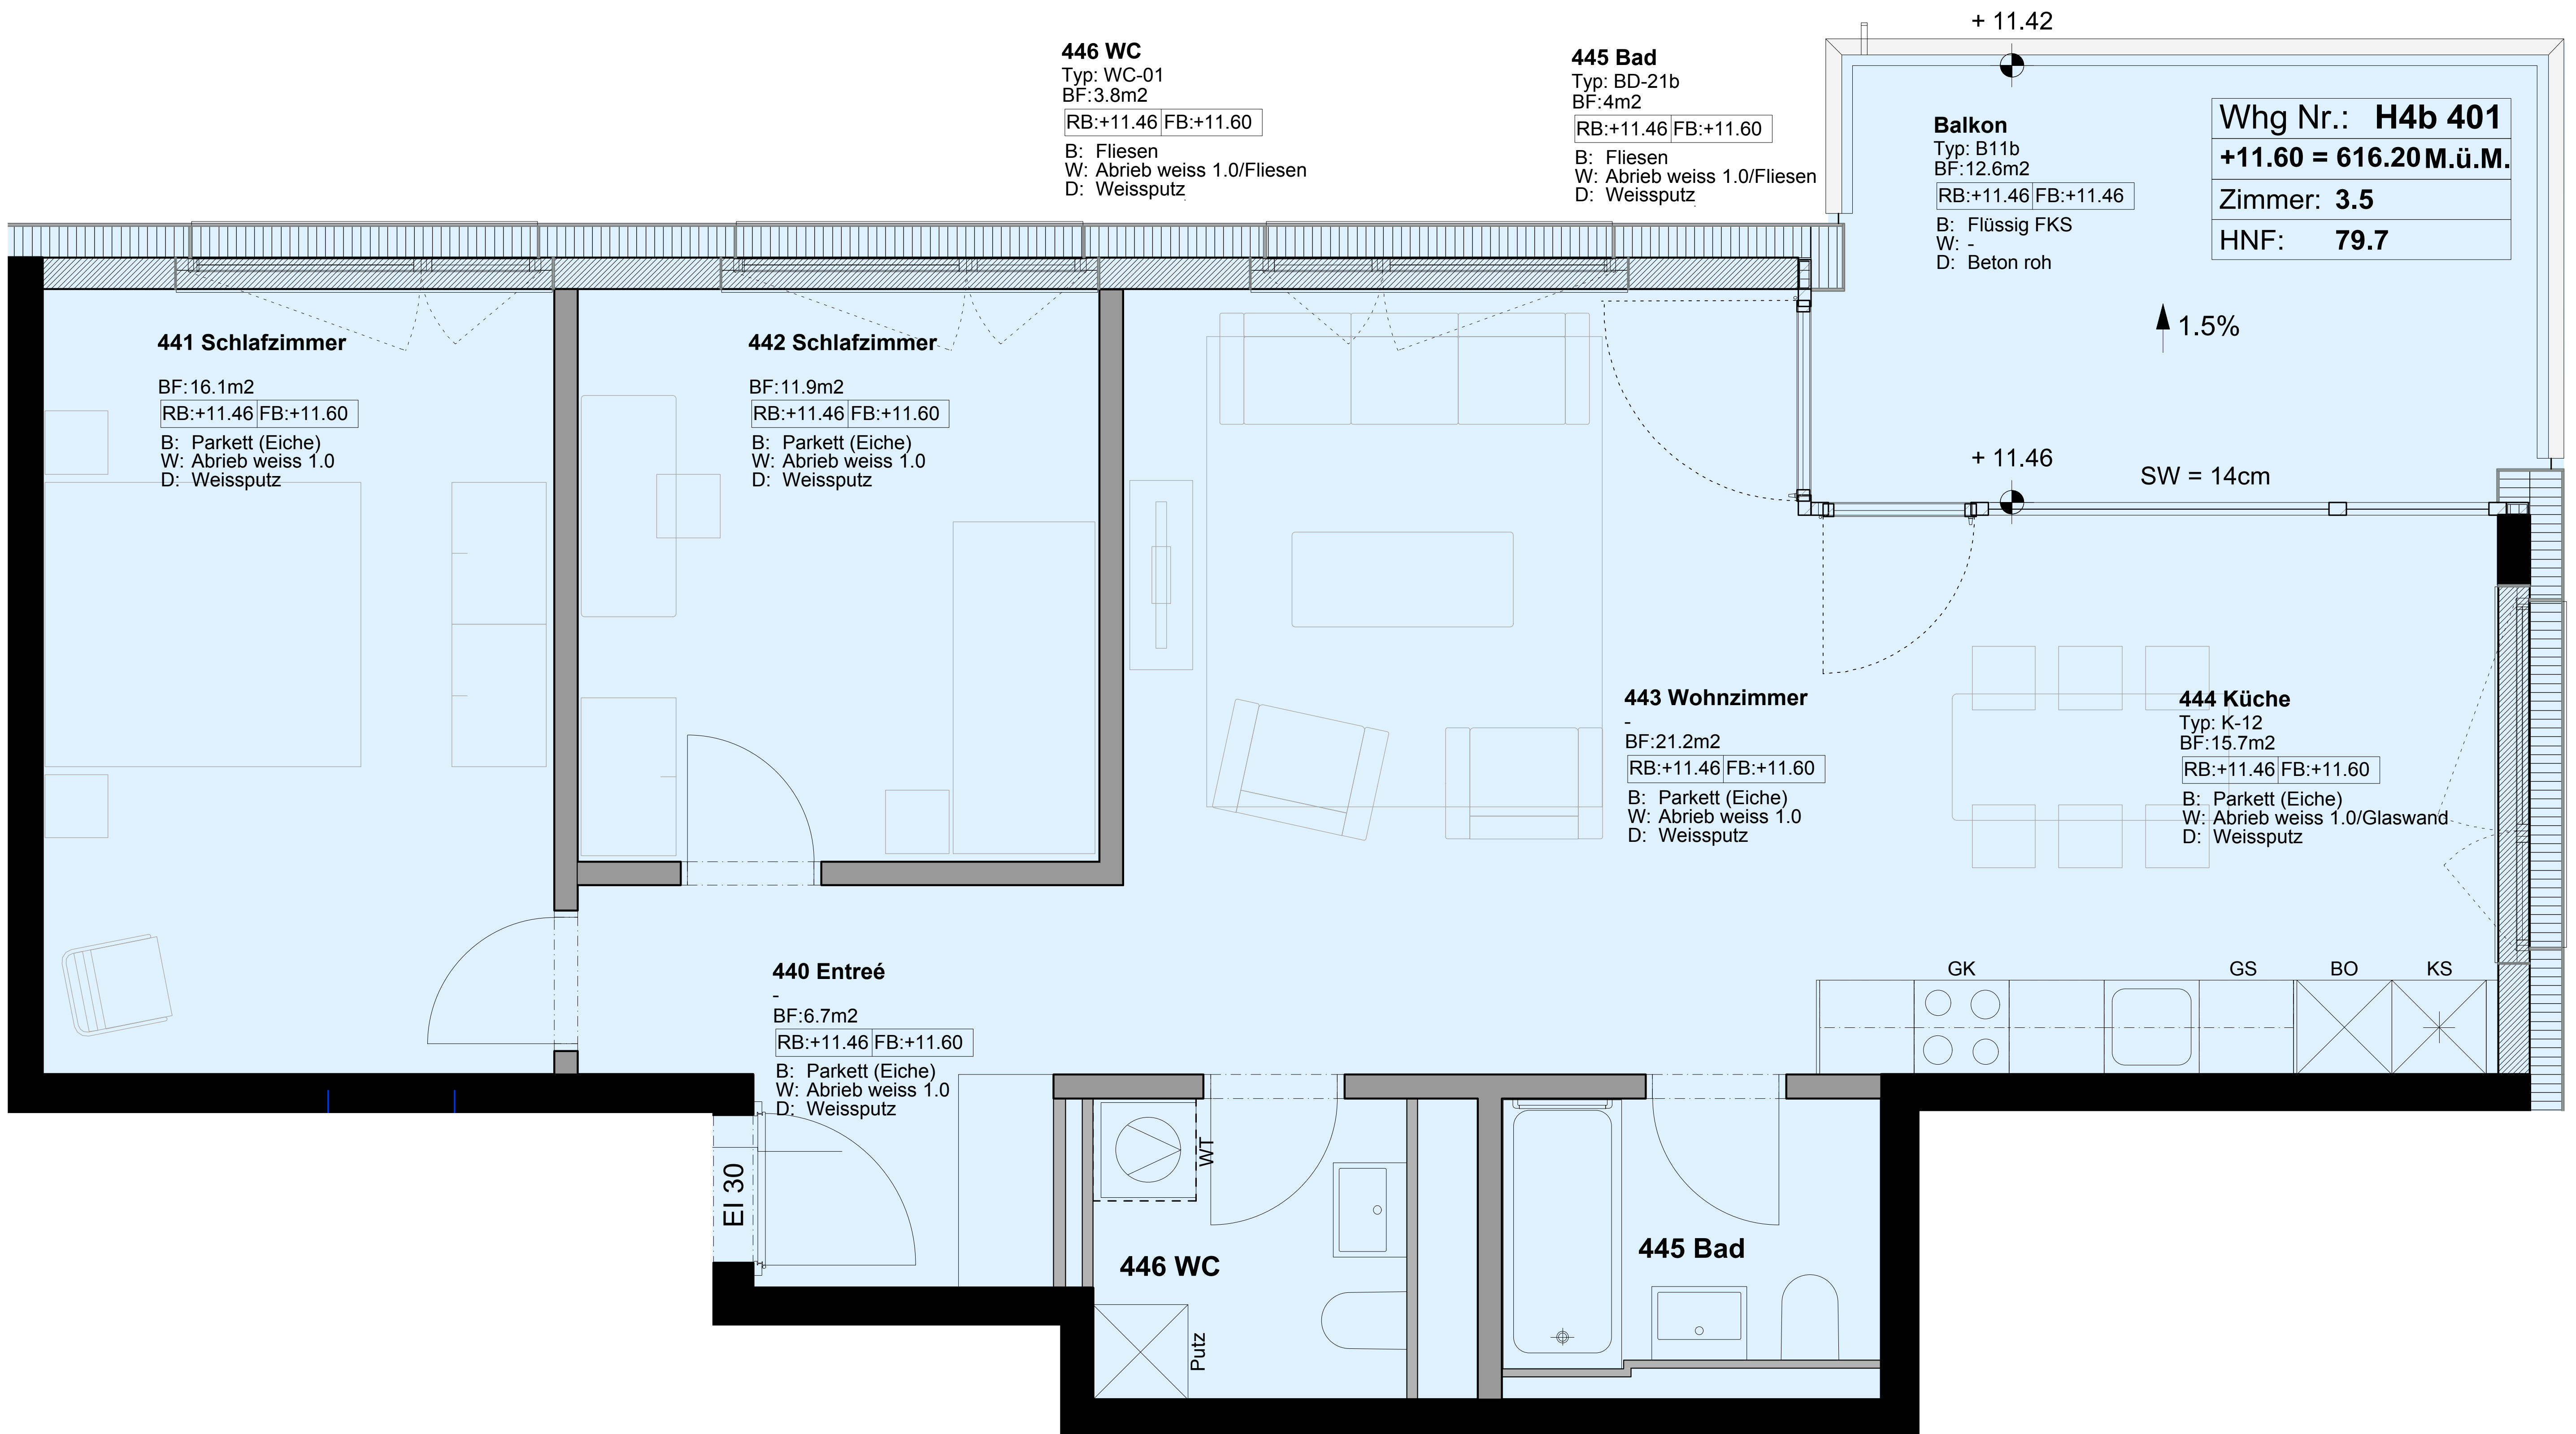 + 11.42
446 WC
Typ: WC-01
BF:3.8m2
RB:+11.46 FB:+11.60
B: Fliesen
W: Abrieb weiss 1.0/Fliesen
D: Weissputz
445 Bad
Typ: BD-21b
BF:4m2
RB:+11.46 FB:+11.60
B: Fliesen
W: Abrieb weiss 1.0/Fliesen
D: Weissputz
Balkon
Typ: B11b
BF:12.6m2
RB:+11.46 FB:+11.46
B: Flüssig FKS
W: -
D: Beton roh
Whg Nr.: H4b 401
+11.60 = 616.20 M.ü.M.
Zimmer: 3.5
HNF: 79.7
1.5%
441 Schlafzimmer
BF:16.1m2
RB:+11.46 FB:+11.60
B: Parkett (Eiche)
W: Abrieb weiss 1.0
D: Weissputz
442 Schlafzimmer
BF:11.9m2
RB:+11.46 FB:+11.60
B: Parkett (Eiche)
W: Abrieb weiss 1.0
D: Weissputz
+ 11.46
SW = 14cm
443 Wohnzimmer
-
BF:21.2m2
RB:+11.46 FB:+11.60
B: Parkett (Eiche)
W: Abrieb weiss 1.0
D: Weissputz
444 Küche
Typ: K-12
BF:15.7m2
RB:+11.46 FB:+11.60
B: Parkett (Eiche)
W: Abrieb weiss 1.0/Glaswand
D: Weissputz
440 Entreé
-
BF:6.7m2
RB:+11.46 FB:+11.60
B: Parkett (Eiche)
W: Abrieb weiss 1.0
D: Weissputz
GK GS BO KS
EI 30
WT
446 WC
445 Bad
Putz